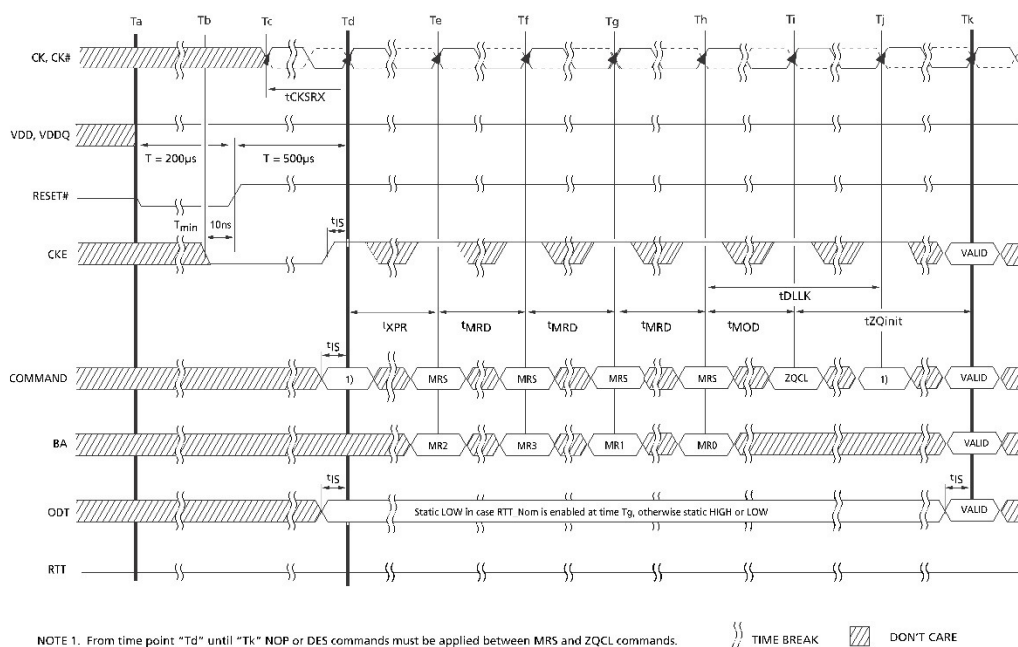 Ta Tb Tc Td Te Tf Tg Th Ti Tj Tk
CK, CK#
tCKSRX
VDD, VDDQ
T = 200µs T = 500µs
RESET#
Tmin 10ns tIS
CKE VALID
tDLLK
tXPR tMRD tMRD tMRD tMOD tZQinit
tIS
COMMAND 1) MRS MRS MRS MRS ZQCL 1) VALID
BA MR2 MR3 MR1 MR0 VALID
tIS tIS
ODT Static LOW in case RTT_Nom is enabled at time Tg, otherwise static HIGH or LOW VALID
RTT
NOTE 1. From time point "Td" until "Tk" NOP or DES commands must be applied between MRS and ZQCL commands. TIME BREAK DON'T CARE